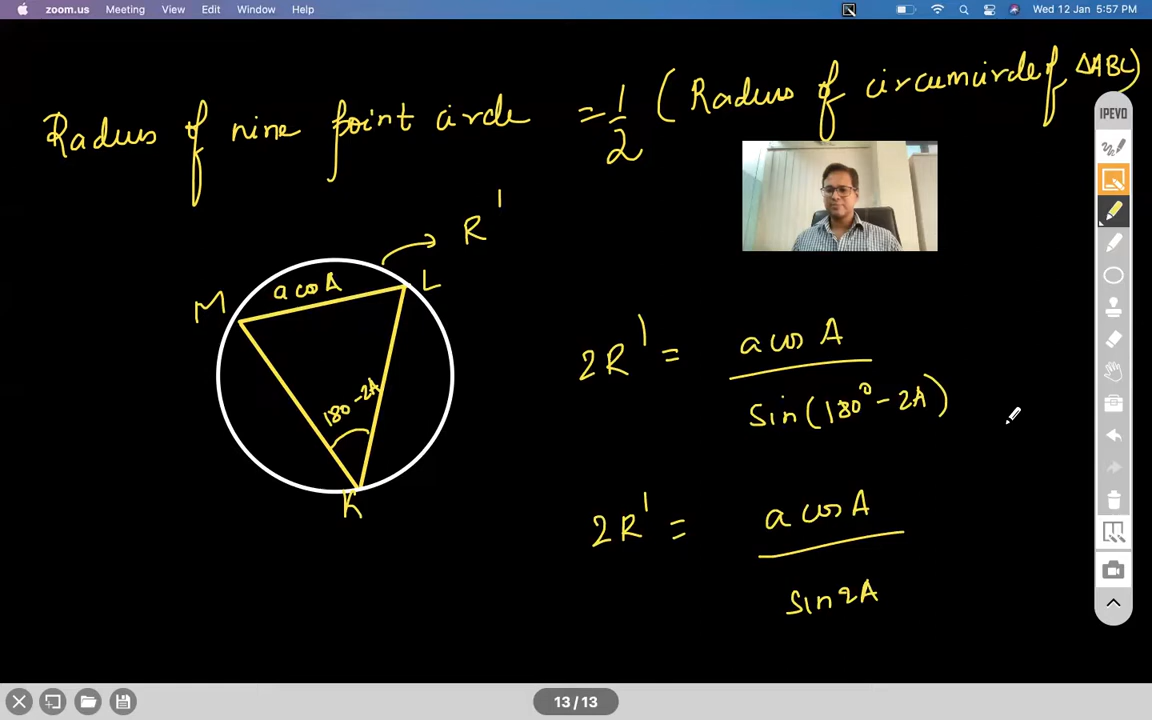 zoom.us Meeting View Edit Window Help Wed 12 Jan 5:57 PM
Radius of nine point circle = 1/2 (Radius of circumcircle of ΔABC)
IPEVO
R'
a cos A
M
L
180 - 2A
K
2R' = a cos A / sin(180° - 2A)
2R' = a cos A / sin 2A
13 / 13